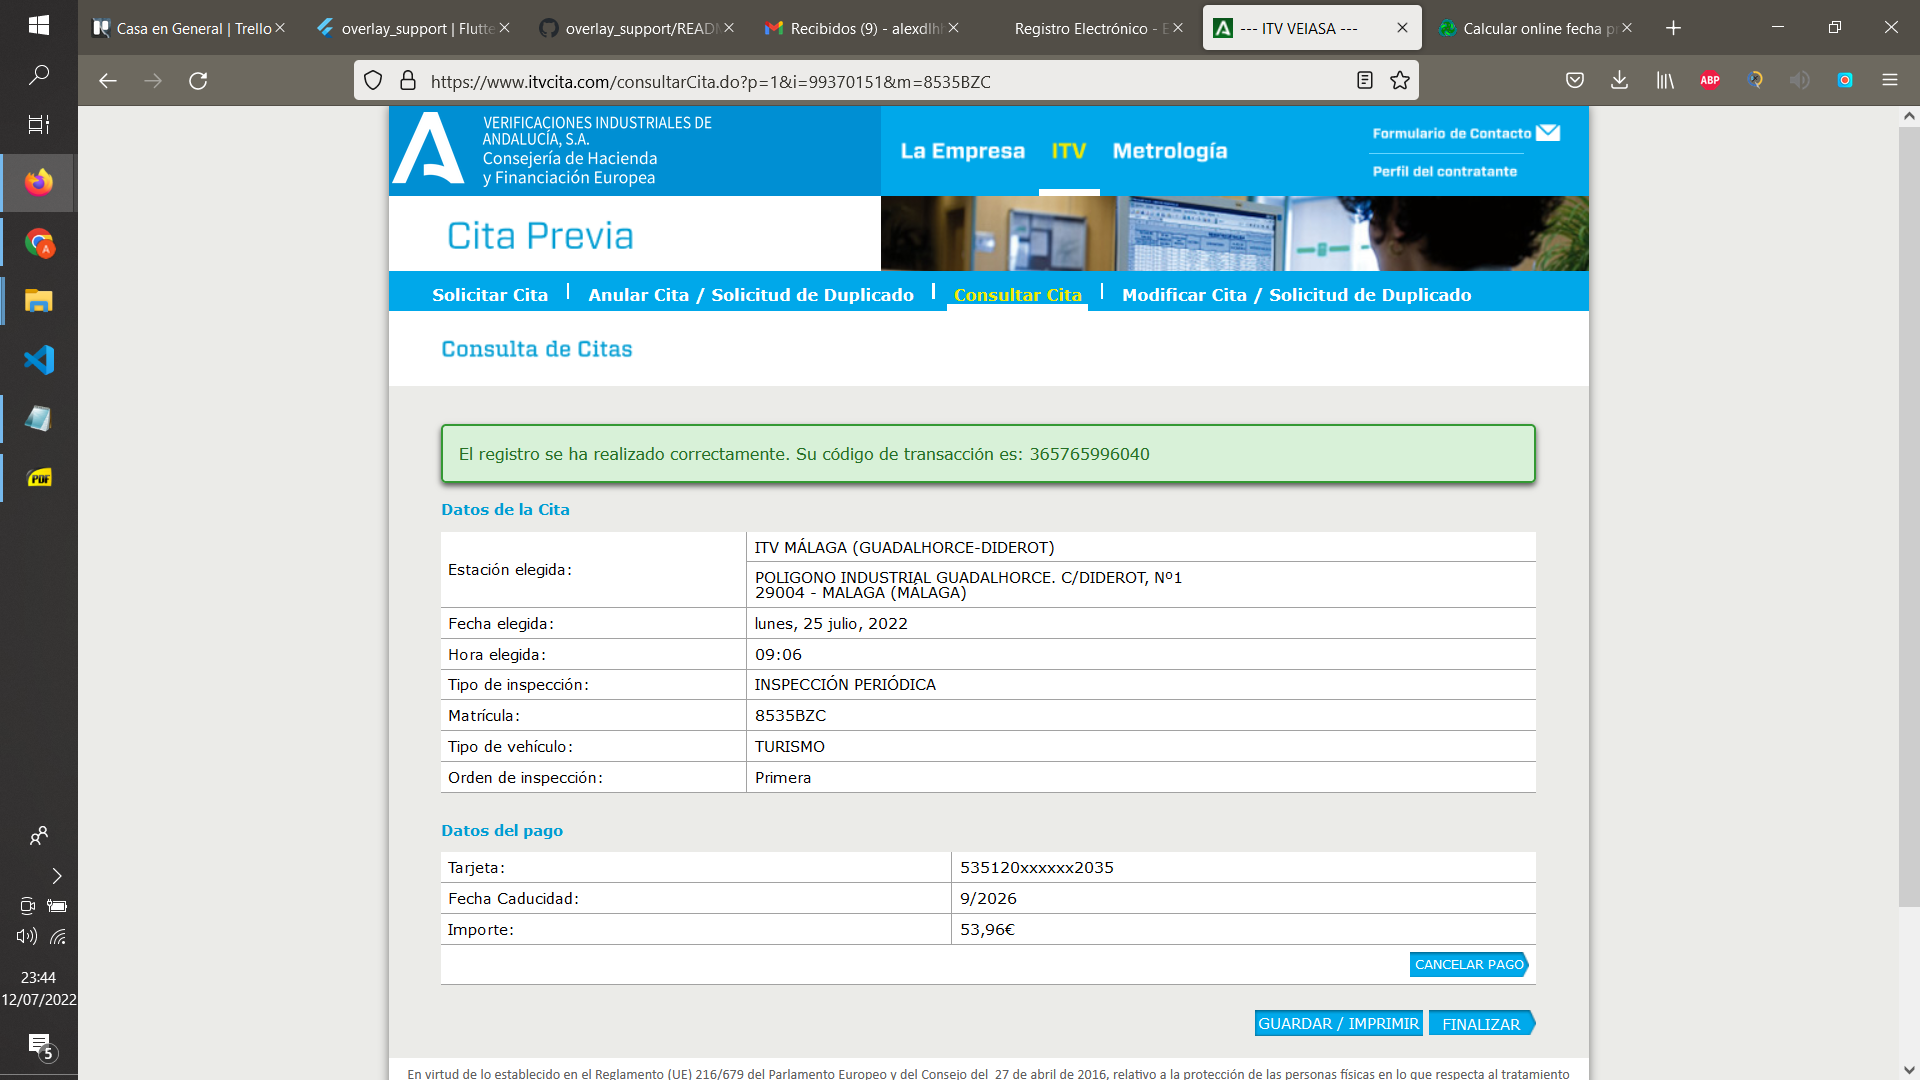 Casa en General | Trello
overlay_support | Flutte
overlay_support/READ
Recibidos (9) - alexdlhh
Registro Electrónico - E
--- ITV VEIASA ---
Calcular online fecha p
https://www.itvcita.com/consultarCita.do?p=1&i=99370151&m=8535BZC
ABP
VERIFICACIONES INDUSTRIALES DE
ANDALUCÍA, S.A.
Consejería de Hacienda
y Financiación Europea
La Empresa
ITV
Metrología
Formulario de Contacto
Perfil del contratante
Cita Previa
Solicitar Cita
Anular Cita / Solicitud de Duplicado
Consultar Cita
Modificar Cita / Solicitud de Duplicado
Consulta de Citas
El registro se ha realizado correctamente. Su código de transacción es: 365765996040
Datos de la Cita
Estación elegida:
ITV MÁLAGA (GUADALHORCE-DIDEROT)
POLIGONO INDUSTRIAL GUADALHORCE. C/DIDEROT, Nº1
29004 - MALAGA (MÁLAGA)
Fecha elegida:
lunes, 25 julio, 2022
Hora elegida:
09:06
Tipo de inspección:
INSPECCIÓN PERIÓDICA
Matrícula:
8535BZC
Tipo de vehículo:
TURISMO
Orden de inspección:
Primera
Datos del pago
Tarjeta:
535120xxxxxx2035
Fecha Caducidad:
9/2026
Importe:
53,96€
CANCELAR PAGO
GUARDAR / IMPRIMIR
FINALIZAR
En virtud de lo establecido en el Reglamento (UE) 216/679 del Parlamento Europeo y del Consejo del 27 de abril de 2016, relativo a la protección de las personas físicas en lo que respecta al tratamiento
PDF
23:44
12/07/2022
5